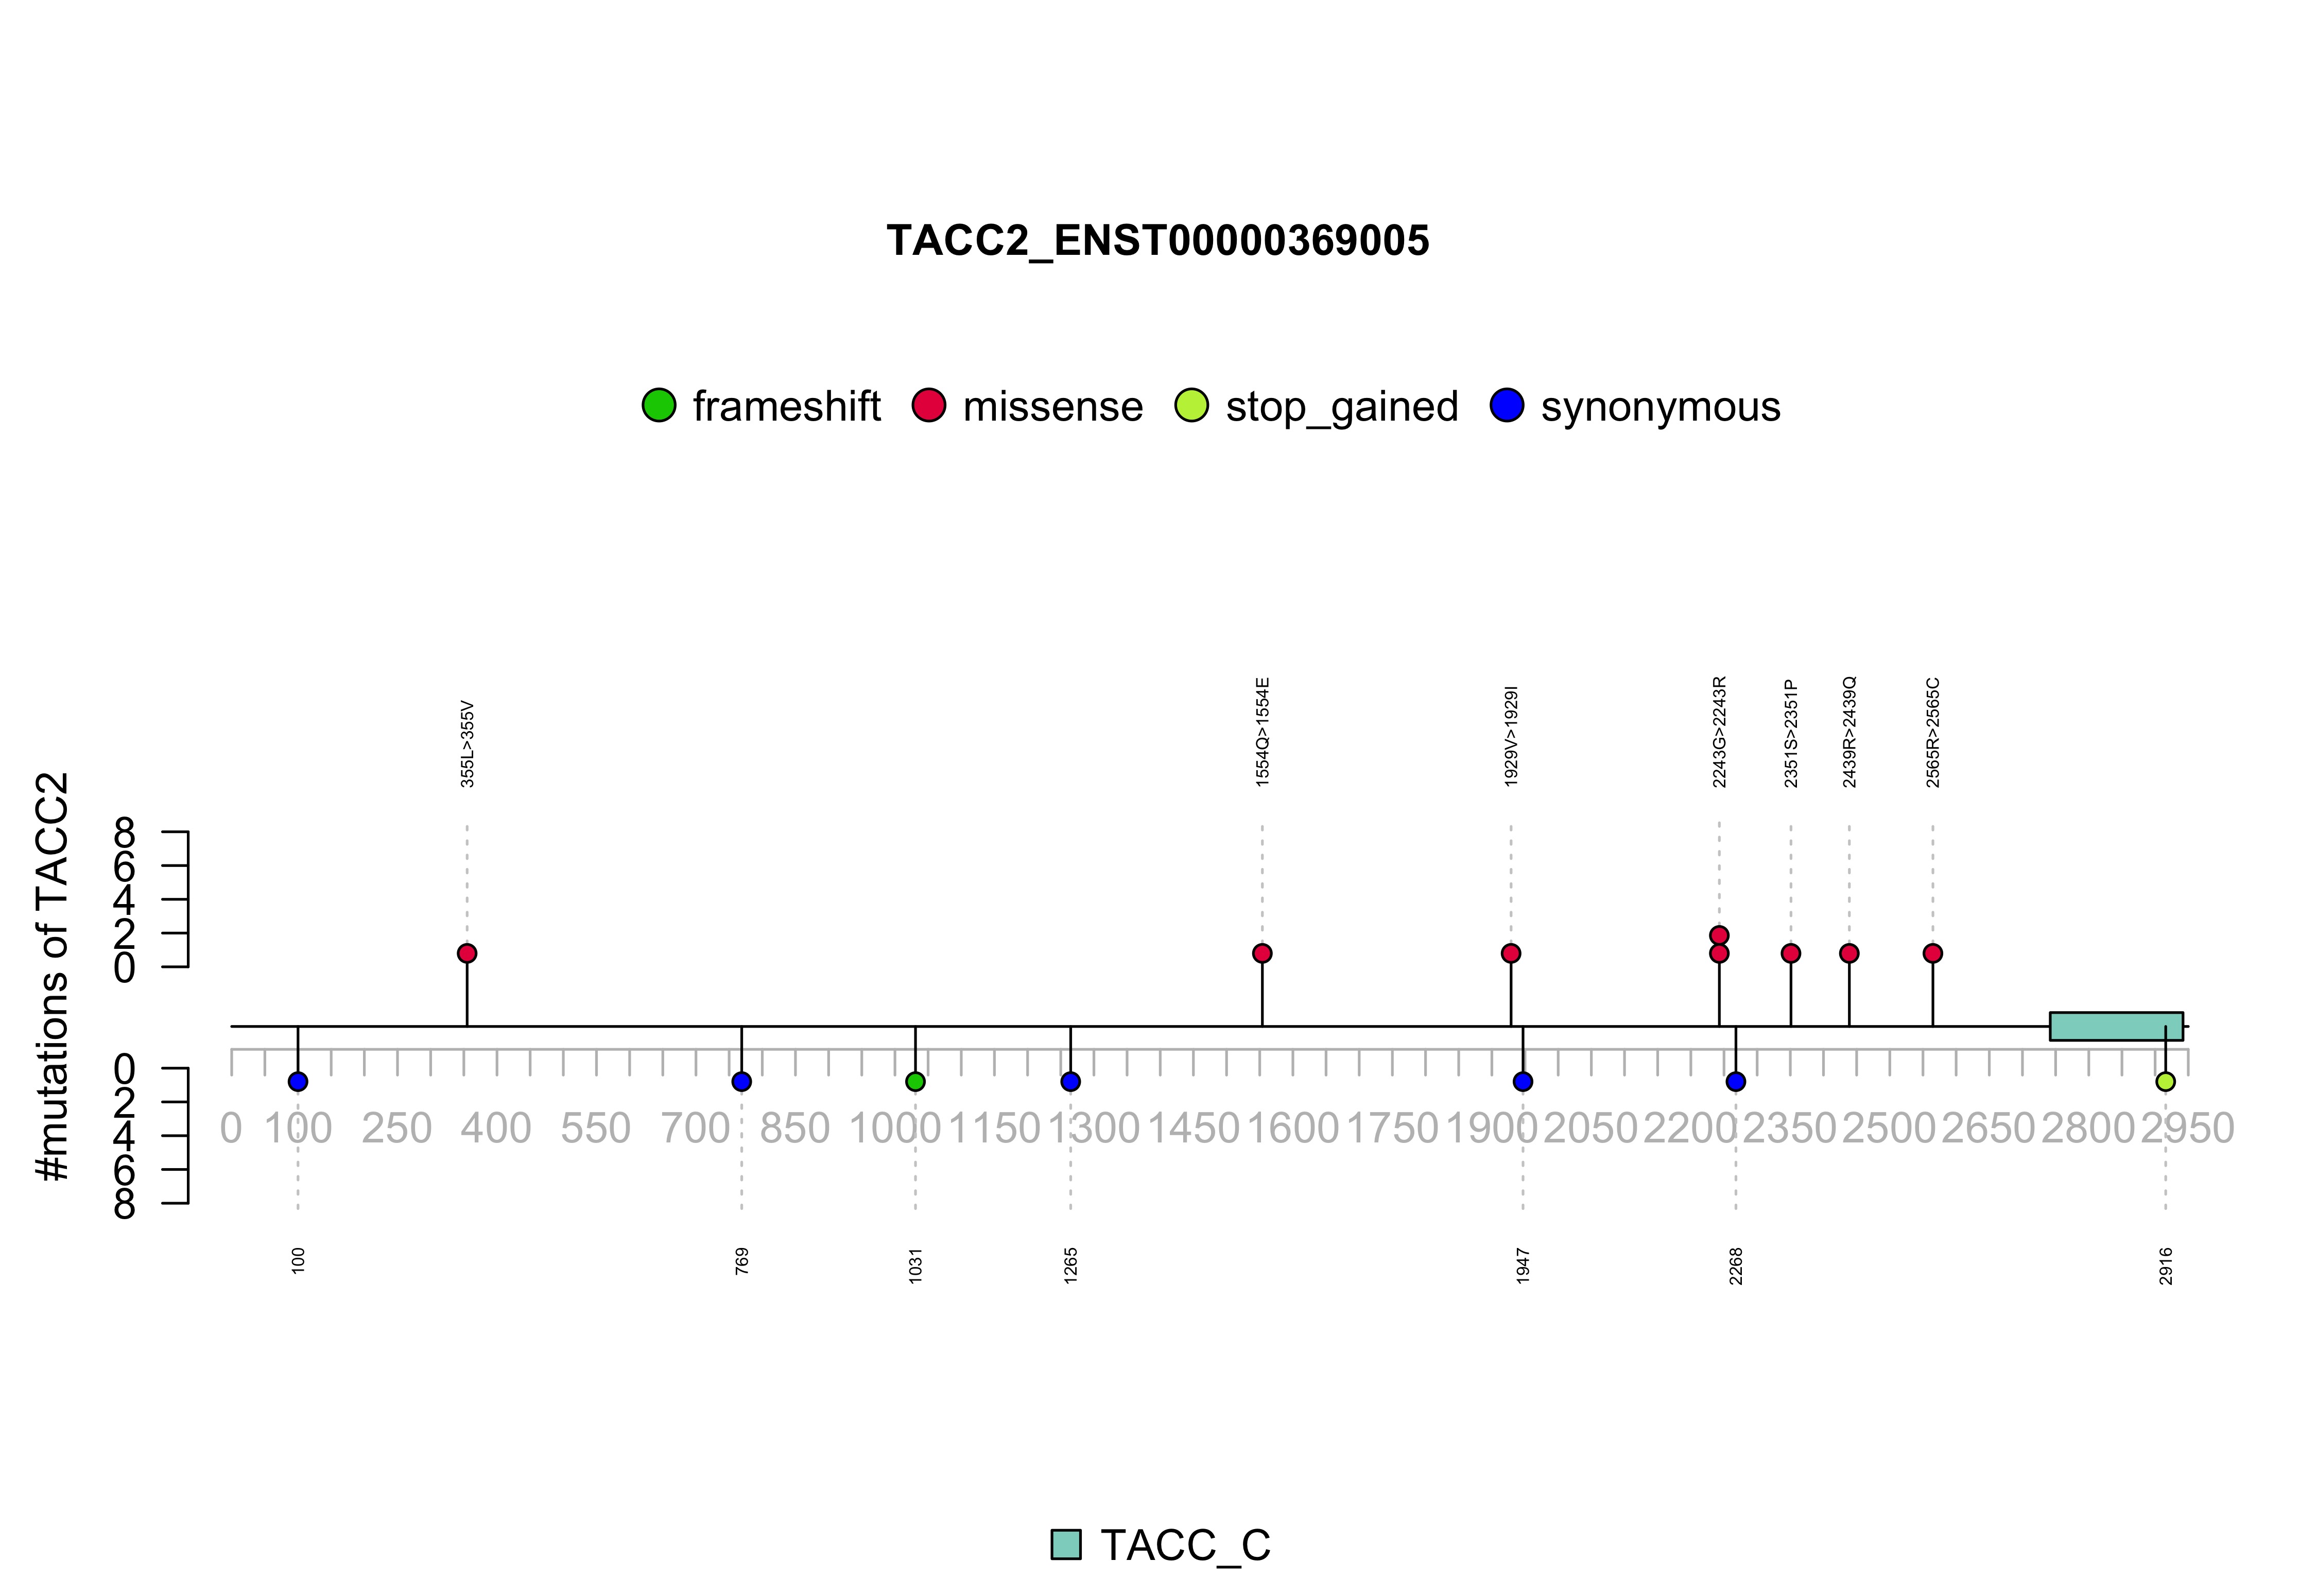 TACC2_ENST00000369005
frameshift missense stop_gained synonymous
355L>355V
1554Q>1554E
1929V>1929I
2243G>2243R
2351S>2351P
2439R>2439Q
2565R>2565C
#mutations of TACC2
8
6
4
2
0
0
2
4
6
8
0 100 250 400 550 700 850 1000 1150 1300 1450 1600 1750 1900 2050 2200 2350 2500 2650 2800 2950
100
769
1031
1265
1947
2268
2916
TACC_C